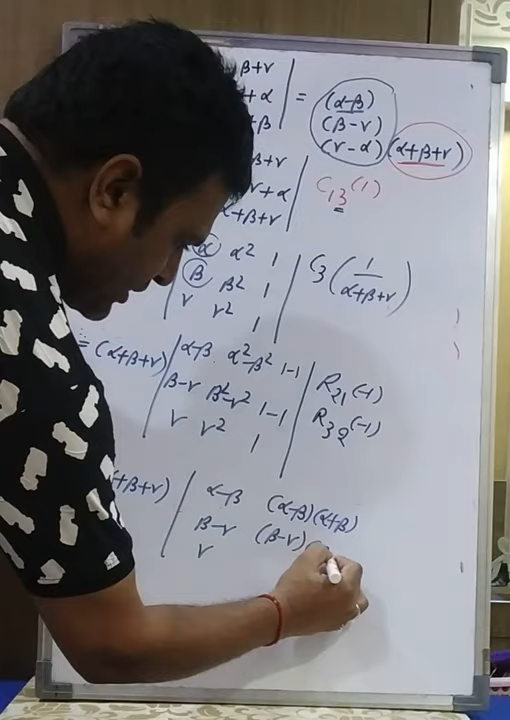 β+γ
+α = (α-β)
+β (β-γ)
(γ-α) (α+β+γ)
β+γ
γ+α C₁₃(1)
α+β+γ
α α² 1
β β² 1 C₃(1/α+β+γ)
γ γ² 1
= (α+β+γ) α-β α²-β² 1-1
β-γ β²-γ² 1-1 R₂₁(-1)
γ γ² 1 R₃₂(-1)
+β+γ) α-β (α-β)(α+β)
β-γ (β-γ)
γ